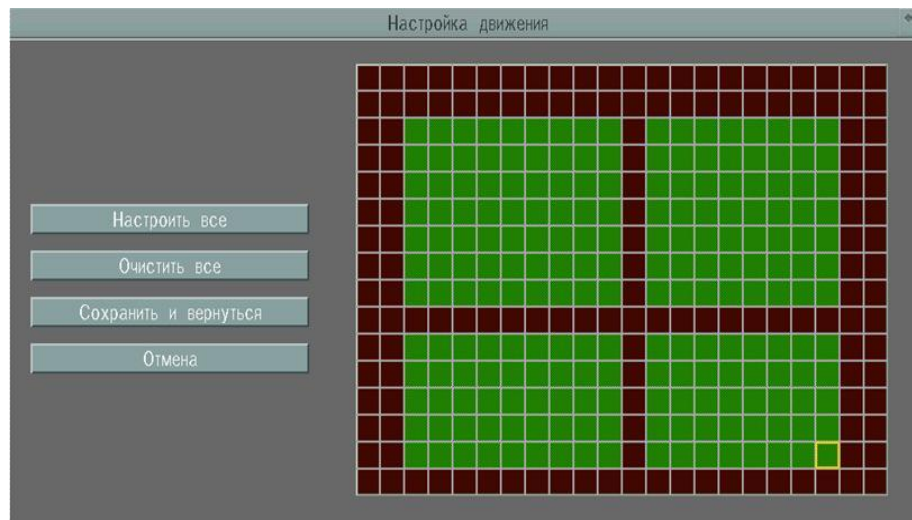 Настройка движения
Настроить все
Очистить все
Сохранить и вернуться
Отмена